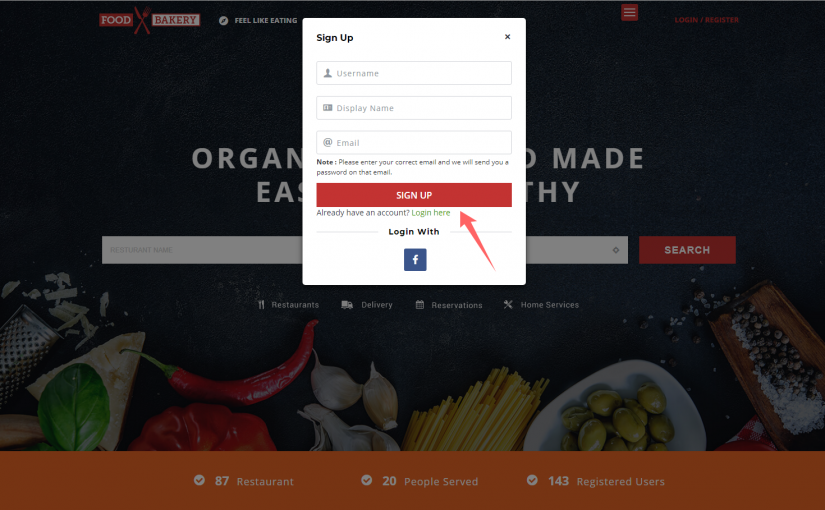 FOOD BAKERY
FEEL LIKE EATING
LOGIN / REGISTER
Sign Up
×
Username
Display Name
@ Email
Note : Please enter your correct email and we will send you a
password on that email.
SIGN UP
Already have an account? Login here
Login With
f
ORGAN D MADE
EAS THY
RESTURANT NAME
SEARCH
Restaurants Delivery Reservations Home Services
87 Restaurant 20 People Served 143 Registered Users